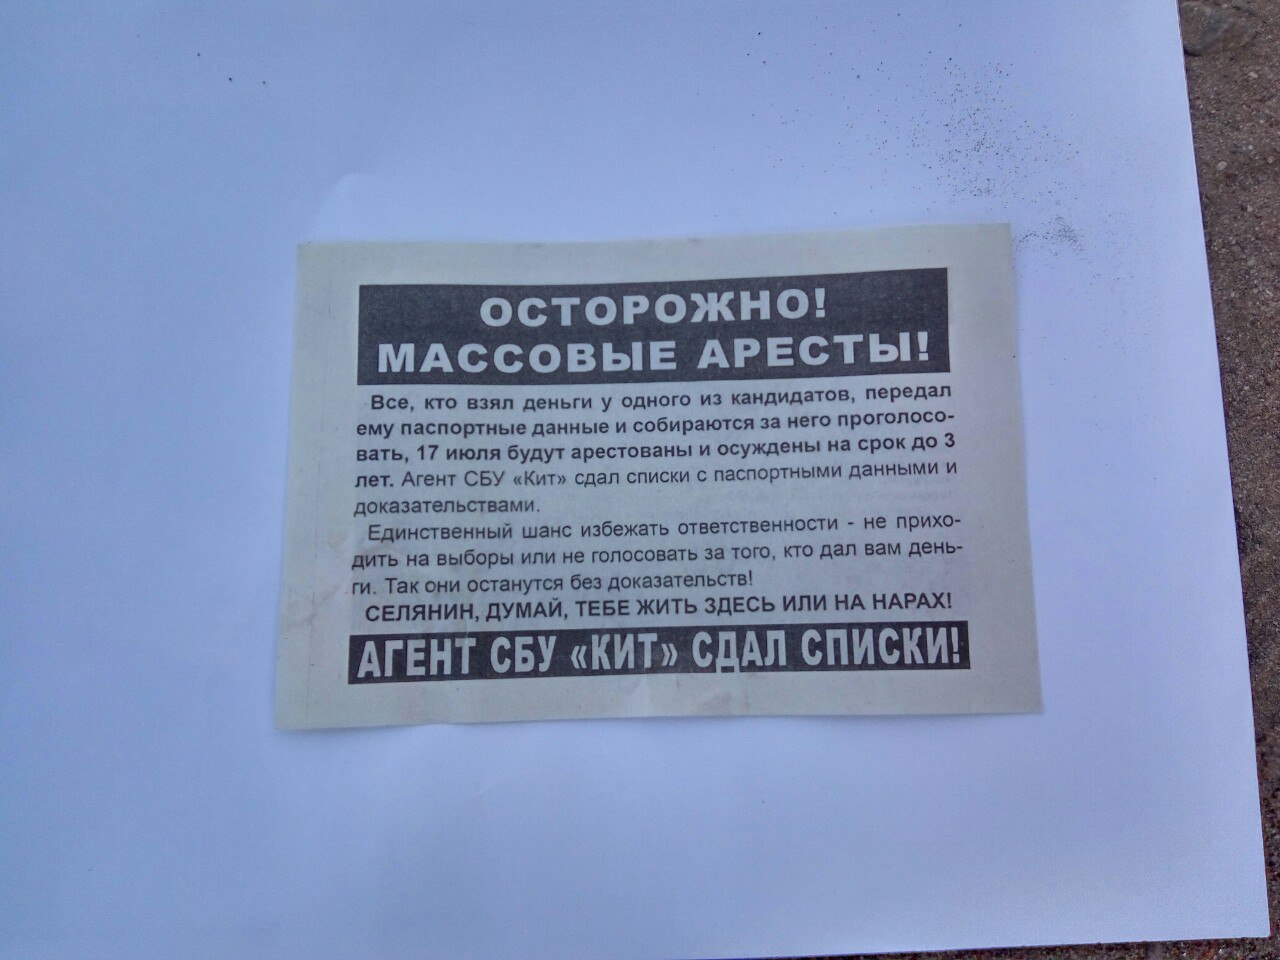 ОСТОРОЖНО!
МАССОВЫЕ АРЕСТЫ!
Все, кто взял деньги у одного из кандидатов, передал
ему паспортные данные и собираются за него проголосо-
вать, 17 июля будут арестованы и осуждены на срок до 3
лет. Агент СБУ «Кит» сдал списки с паспортными данными и
доказательствами.
Единственный шанс избежать ответственности - не прихо-
дить на выборы или не голосовать за того, кто дал вам день-
ги. Так они останутся без доказательств!
СЕЛЯНИН, ДУМАЙ, ТЕБЕ ЖИТЬ ЗДЕСЬ ИЛИ НА НАРАХ!
АГЕНТ СБУ «КИТ» СДАЛ СПИСКИ!